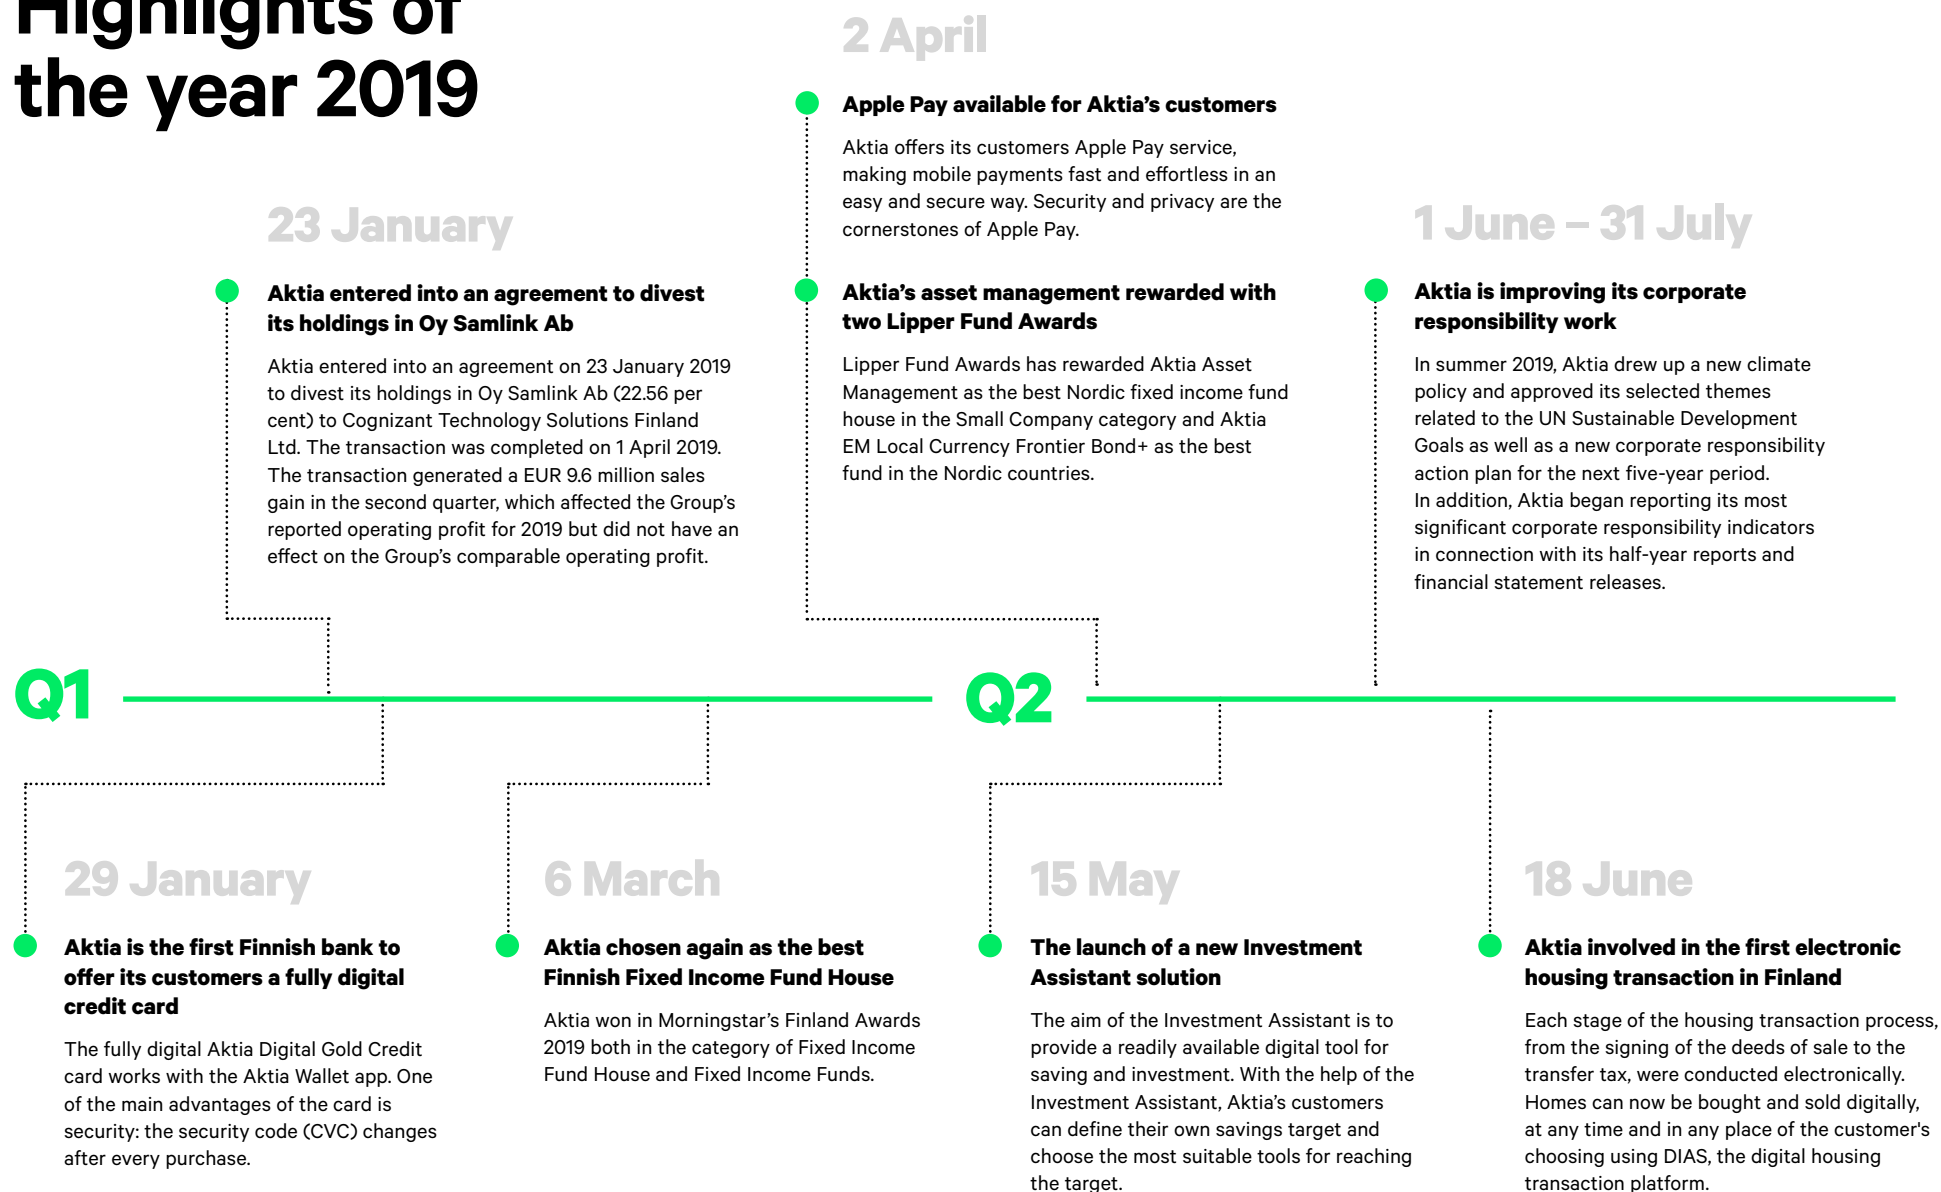 Highlights of
the year 2019
23 January
Aktia entered into an agreement to divest
its holdings in Oy Samlink Ab
Aktia entered into an agreement on 23 January 2019
to divest its holdings in Oy Samlink Ab (22.56 per
cent) to Cognizant Technology Solutions Finland
Ltd. The transaction was completed on 1 April 2019.
The transaction generated a EUR 9.6 million sales
gain in the second quarter, which affected the Group’s
reported operating profit for 2019 but did not have an
effect on the Group’s comparable operating profit.
2 April
Apple Pay available for Aktia’s customers
Aktia offers its customers Apple Pay service,
making mobile payments fast and effortless in an
easy and secure way. Security and privacy are the
cornerstones of Apple Pay.
Aktia’s asset management rewarded with
two Lipper Fund Awards
Lipper Fund Awards has rewarded Aktia Asset
Management as the best Nordic fixed income fund
house in the Small Company category and Aktia
EM Local Currency Frontier Bond+ as the best
fund in the Nordic countries.
1 June – 31 July
Aktia is improving its corporate
responsibility work
In summer 2019, Aktia drew up a new climate
policy and approved its selected themes
related to the UN Sustainable Development
Goals as well as a new corporate responsibility
action plan for the next five-year period.
In addition, Aktia began reporting its most
significant corporate responsibility indicators
in connection with its half-year reports and
financial statement releases.
Q1
Q2
29 January
Aktia is the first Finnish bank to
offer its customers a fully digital
credit card
The fully digital Aktia Digital Gold Credit
card works with the Aktia Wallet app. One
of the main advantages of the card is
security: the security code (CVC) changes
after every purchase.
6 March
Aktia chosen again as the best
Finnish Fixed Income Fund House
Aktia won in Morningstar’s Finland Awards
2019 both in the category of Fixed Income
Fund House and Fixed Income Funds.
15 May
The launch of a new Investment
Assistant solution
The aim of the Investment Assistant is to
provide a readily available digital tool for
saving and investment. With the help of the
Investment Assistant, Aktia’s customers
can define their own savings target and
choose the most suitable tools for reaching
the target.
18 June
Aktia involved in the first electronic
housing transaction in Finland
Each stage of the housing transaction process,
from the signing of the deeds of sale to the
transfer tax, were conducted electronically.
Homes can now be bought and sold digitally,
at any time and in any place of the customer's
choosing using DIAS, the digital housing
transaction platform.